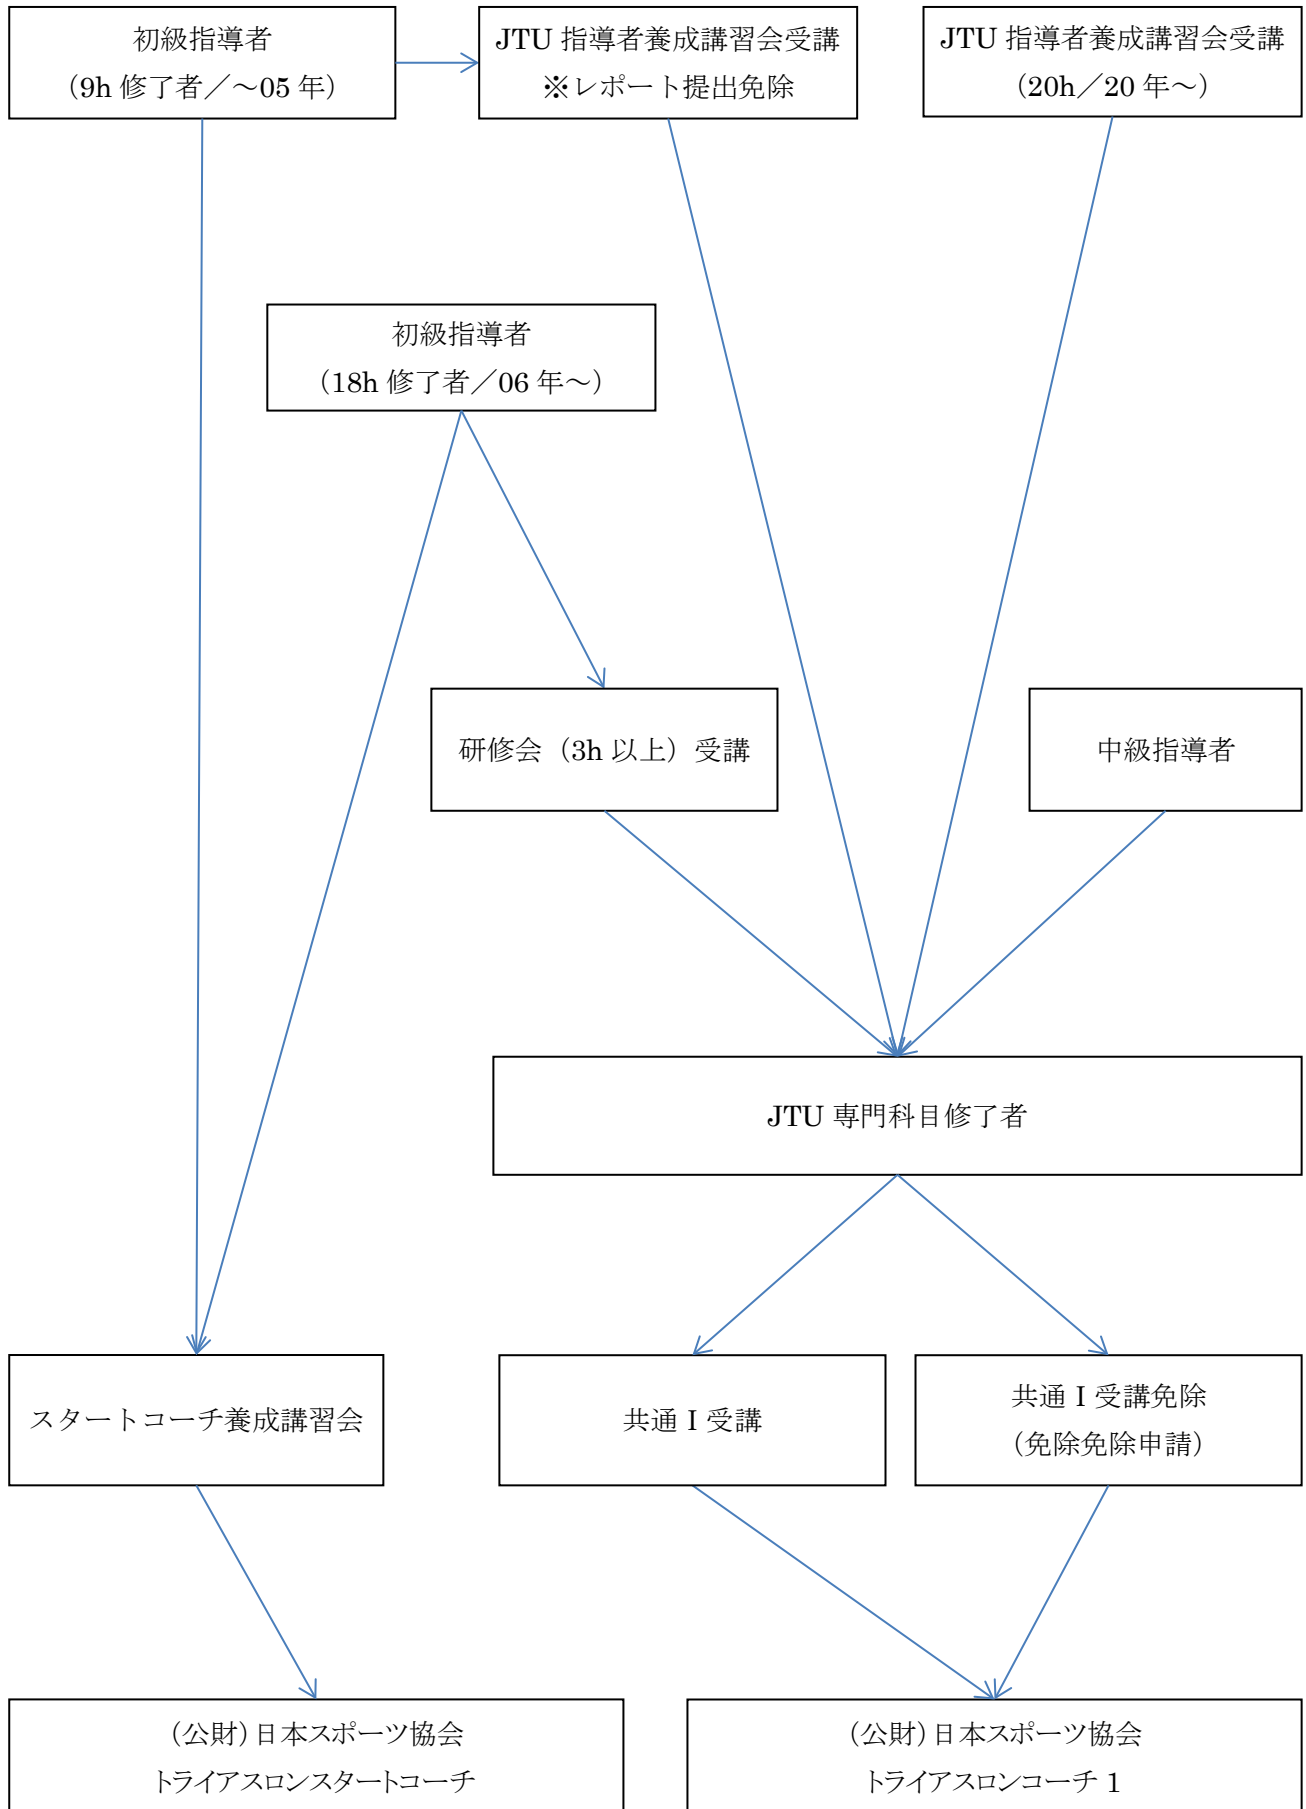 初級指導者
（9h 修了者／～05 年）
JTU 指導者養成講習会受講
※レポート提出免除
JTU 指導者養成講習会受講
（20h／20 年～）
初級指導者
（18h 修了者／06 年～）
研修会（3h 以上）受講
中級指導者
JTU 専門科目修了者
スタートコーチ養成講習会
共通 I 受講
共通 I 受講免除
（免除免除申請）
（公財）日本スポーツ協会
トライアスロンスタートコーチ
（公財）日本スポーツ協会
トライアスロンコーチ 1